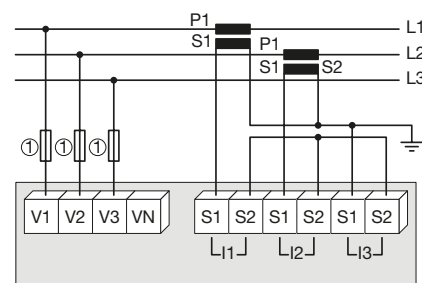 P1
L1
S1
P1
L2
S1 S2
L3
① ① ①
V1 V2 V3 VN S1 S2 S1 S2 S1 S2
I1 I2 I3